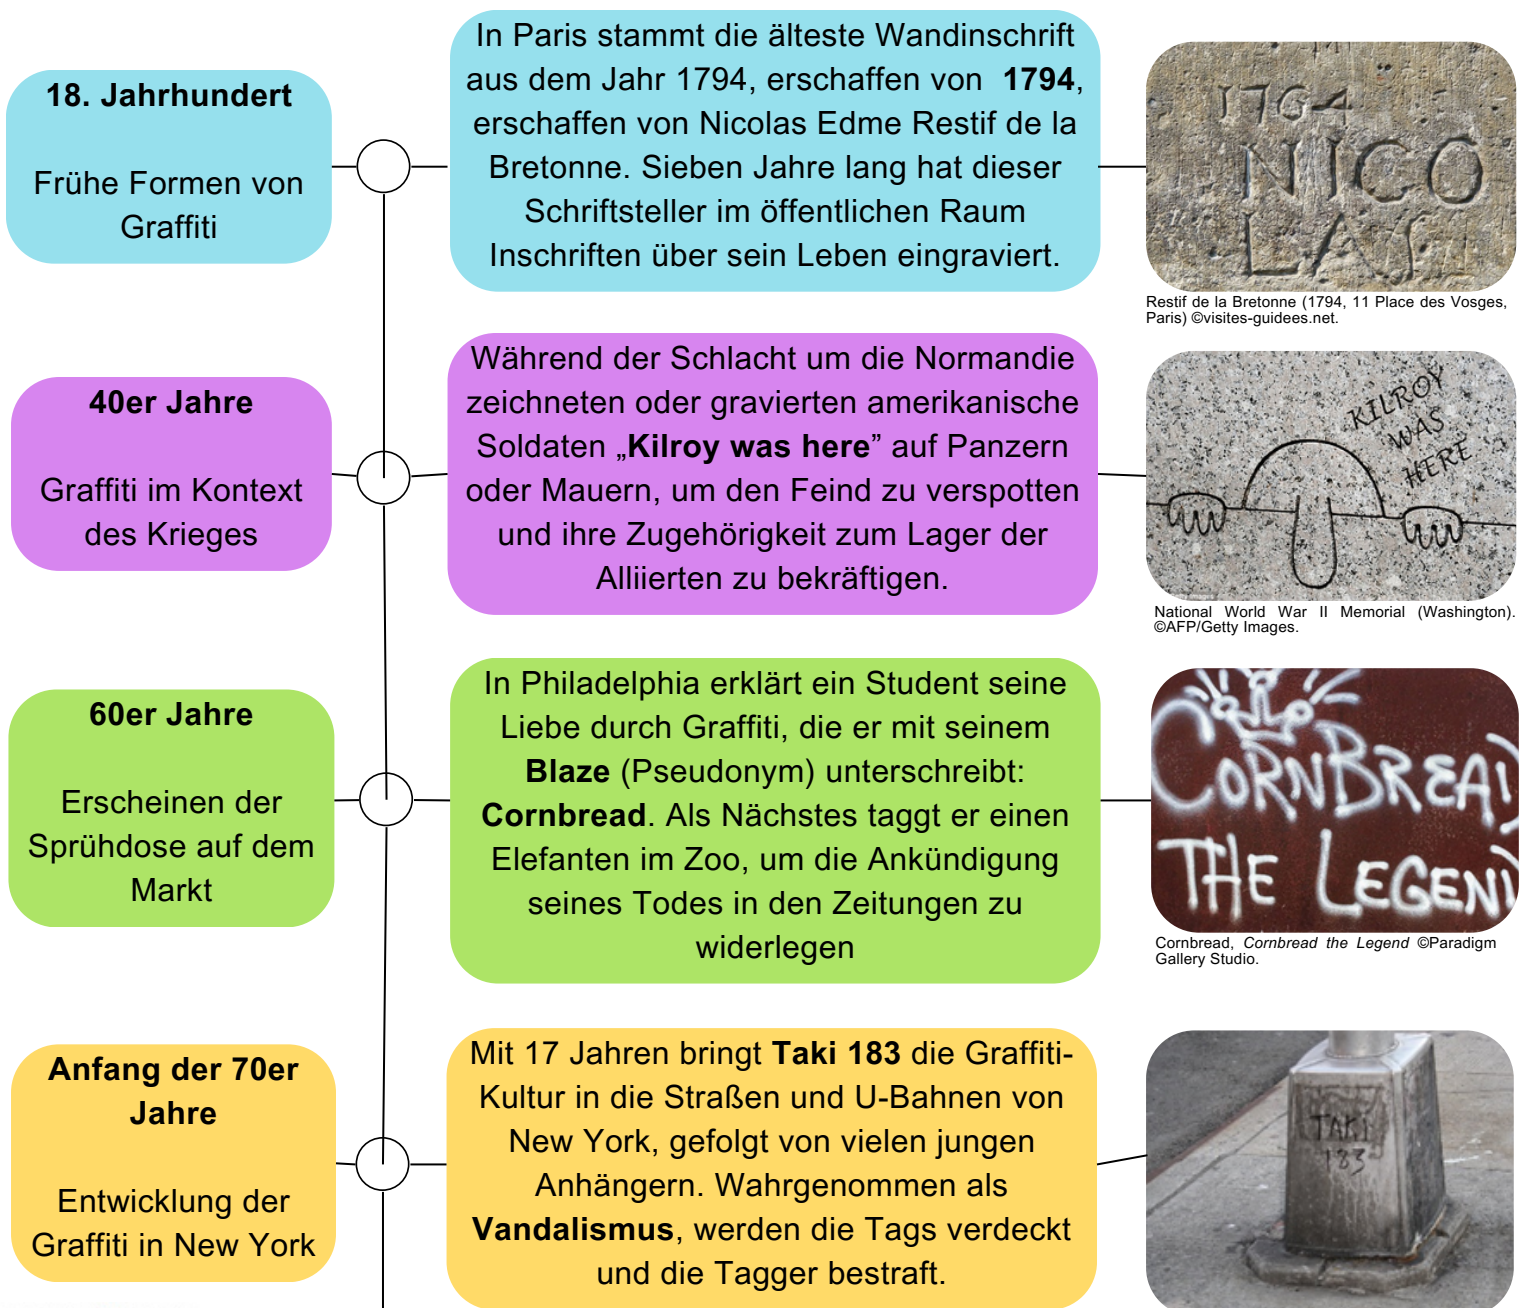 18. Jahrhundert
Frühe Formen von
Graffiti
In Paris stammt die älteste Wandinschrift
aus dem Jahr 1794, erschaffen von 1794,
erschaffen von Nicolas Edme Restif de la
Bretonne. Sieben Jahre lang hat dieser
Schriftsteller im öffentlichen Raum
Inschriften über sein Leben eingraviert.
1764
NICO
LAS
Restif de la Bretonne (1794, 11 Place des Vosges,
Paris) ©visites-guidees.net.
40er Jahre
Graffiti im Kontext
des Krieges
Während der Schlacht um die Normandie
zeichneten oder gravierten amerikanische
Soldaten „Kilroy was here” auf Panzern
oder Mauern, um den Feind zu verspotten
und ihre Zugehörigkeit zum Lager der
Alliierten zu bekräftigen.
KILROY
WAS
HERE
National World War II Memorial (Washington).
©AFP/Getty Images.
60er Jahre
Erscheinen der
Sprühdose auf dem
Markt
In Philadelphia erklärt ein Student seine
Liebe durch Graffiti, die er mit seinem
Blaze (Pseudonym) unterschreibt:
Cornbread. Als Nächstes taggt er einen
Elefanten im Zoo, um die Ankündigung
seines Todes in den Zeitungen zu
widerlegen
CORNBREAD
THE LEGEND
Cornbread, Cornbread the Legend ©Paradigm
Gallery Studio.
Anfang der 70er
Jahre
Entwicklung der
Graffiti in New York
Mit 17 Jahren bringt Taki 183 die Graffiti-
Kultur in die Straßen und U-Bahnen von
New York, gefolgt von vielen jungen
Anhängern. Wahrgenommen als
Vandalismus, werden die Tags verdeckt
und die Tagger bestraft.
TAKI
183